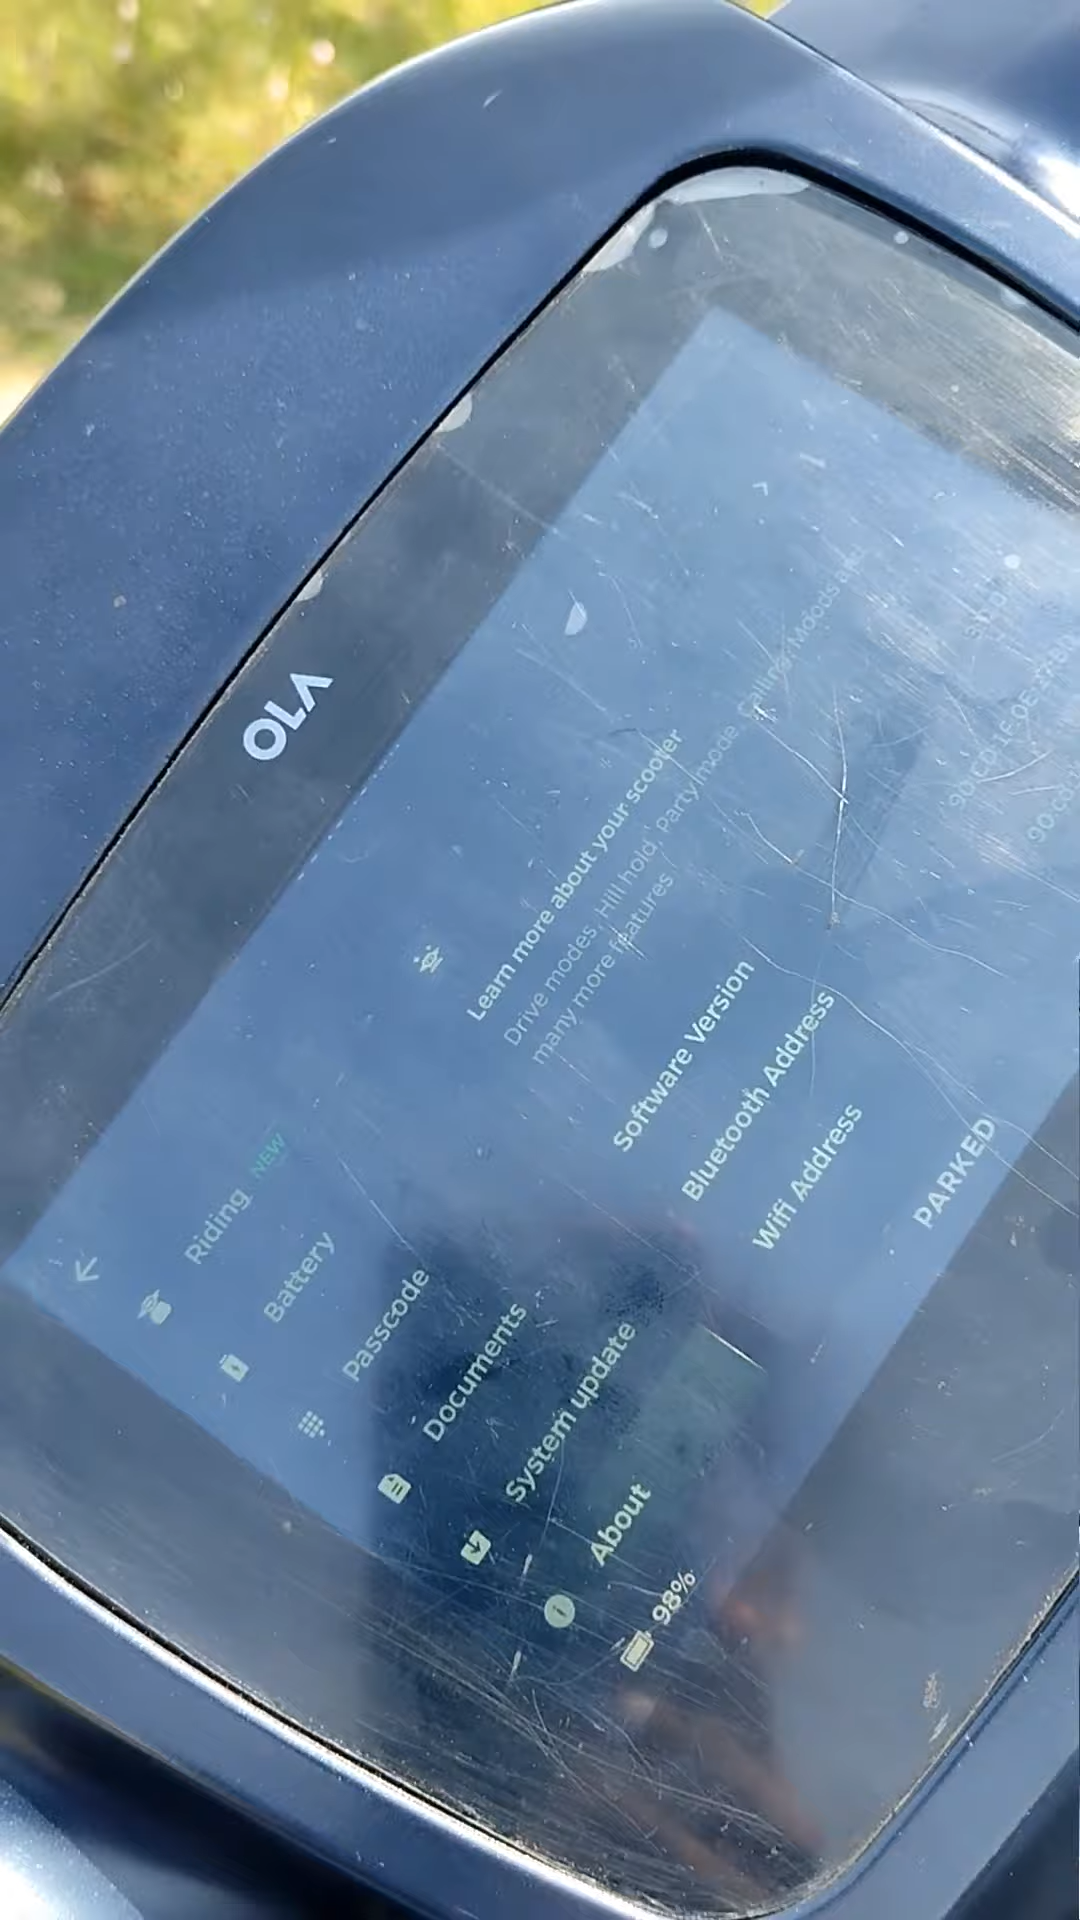 OLA
Riding NEW
Battery
Passcode
Documents
System update
About
Learn more about your scooter
Drive modes, Hill hold, Party mode, Calling, Moods and
many more features
Software Version
Bluetooth Address
Wifi Address
98%
PARKED